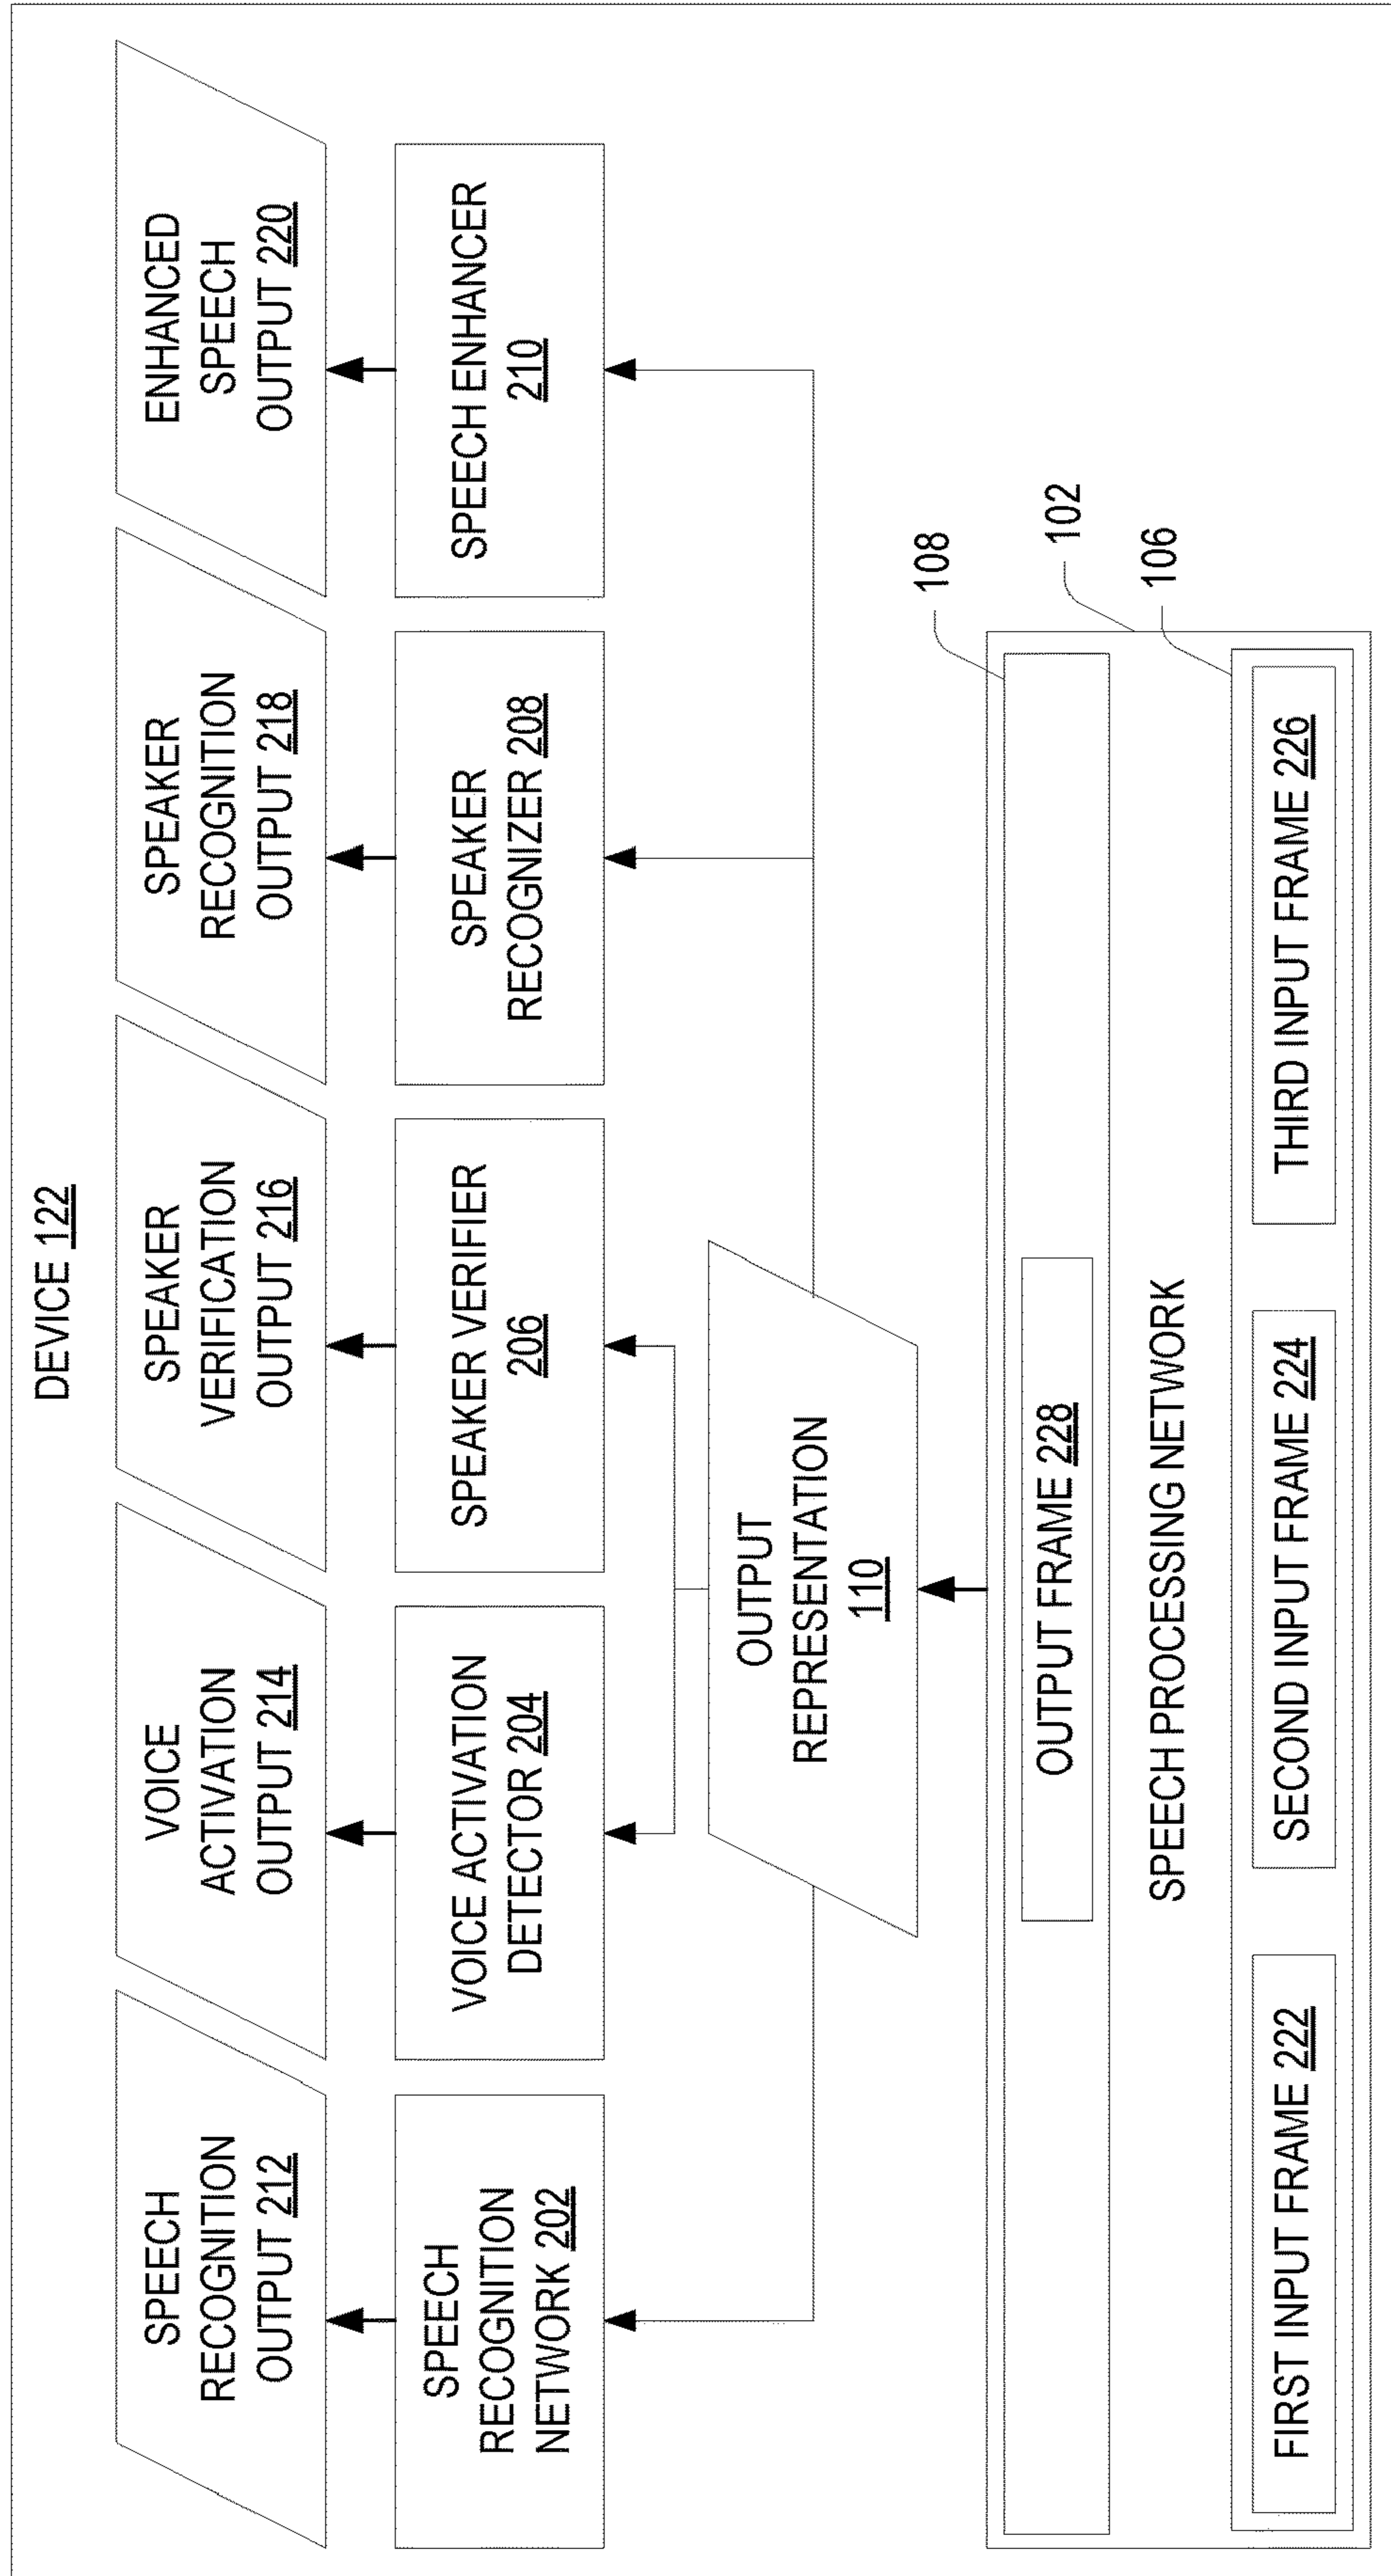 DEVICE 122
SPEECH
RECOGNITION
OUTPUT 212
VOICE
ACTIVATION
OUTPUT 214
SPEAKER
VERIFICATION
OUTPUT 216
SPEAKER
RECOGNITION
OUTPUT 218
ENHANCED
SPEECH
OUTPUT 220
SPEECH
RECOGNITION
NETWORK 202
VOICE ACTIVATION
DETECTOR 204
SPEAKER VERIFIER
206
SPEAKER
RECOGNIZER 208
SPEECH ENHANCER
210
OUTPUT
REPRESENTATION
110
108
OUTPUT FRAME 228
102
SPEECH PROCESSING NETWORK
106
FIRST INPUT FRAME 222
SECOND INPUT FRAME 224
THIRD INPUT FRAME 226